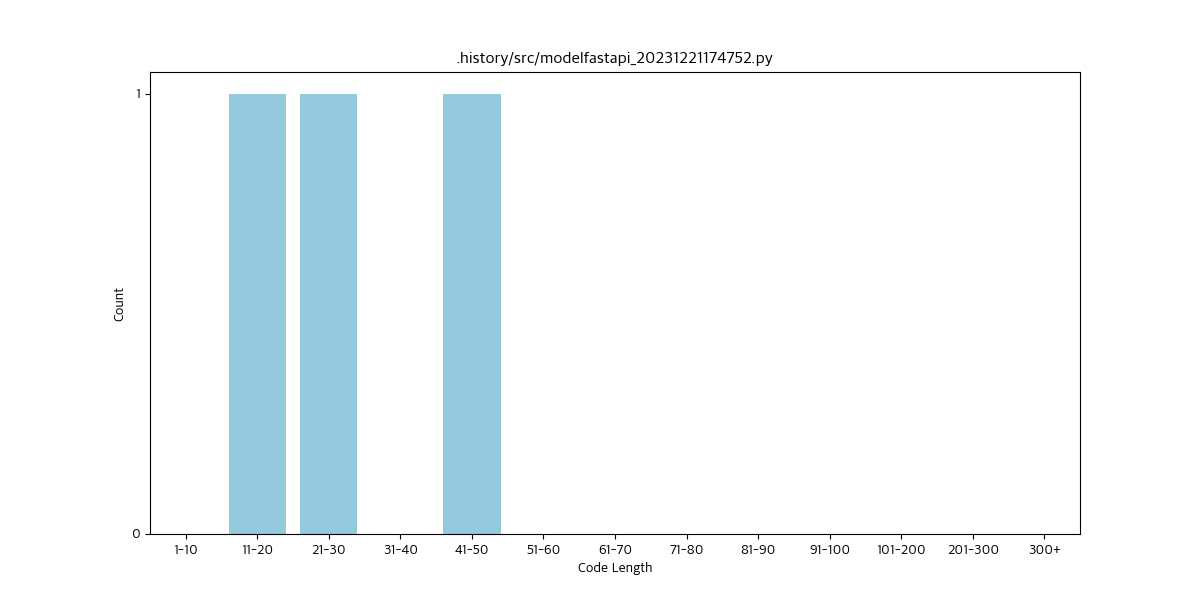 .history/src/modelfastapi_20231221174752.py
1
Count
0
1-10 11-20 21-30 31-40 41-50 51-60 61-70 71-80 81-90 91-100 101-200 201-300 300+
Code Length